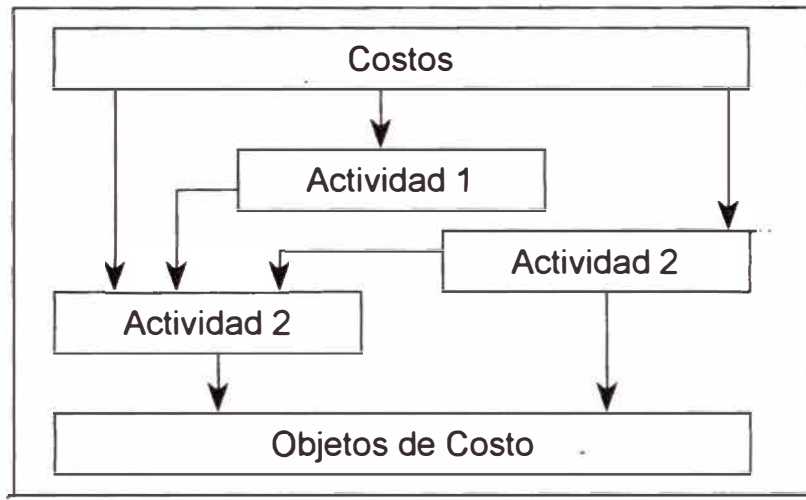 Costos
Actividad 1
Actividad 2
Actividad 2
Objetos de Costo